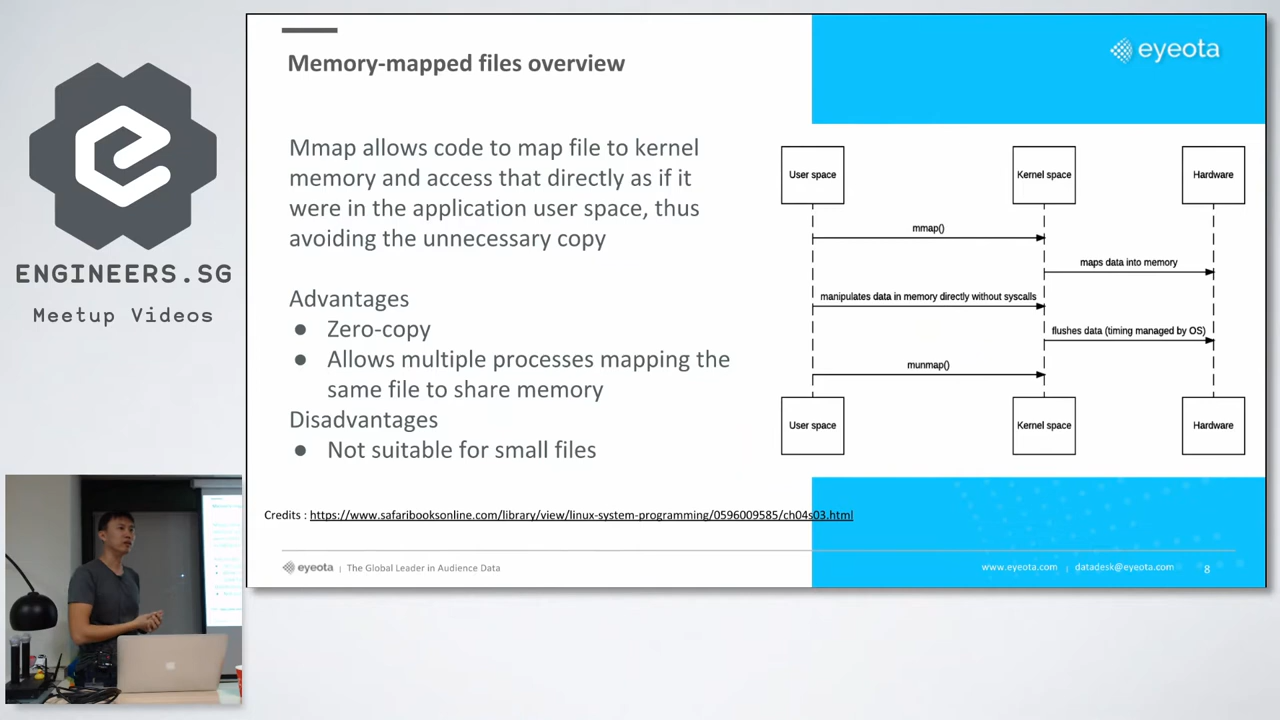 ENGINEERS.SG
Meetup Videos
Memory-mapped files overview
eyeota
Mmap allows code to map file to kernel
memory and access that directly as if it
were in the application user space, thus
avoiding the unnecessary copy
Advantages
● Zero-copy
● Allows multiple processes mapping the
same file to share memory
Disadvantages
● Not suitable for small files
User space
Kernel space
Hardware
mmap()
maps data into memory
manipulates data in memory directly without syscalls
flushes data (timing managed by OS)
munmap()
User space
Kernel space
Hardware
Credits : https://www.safaribooksonline.com/library/view/linux-system-programming/0596009585/ch04s03.html
eyeota | The Global Leader in Audience Data
www.eyeota.com | datadesk@eyeota.com 8